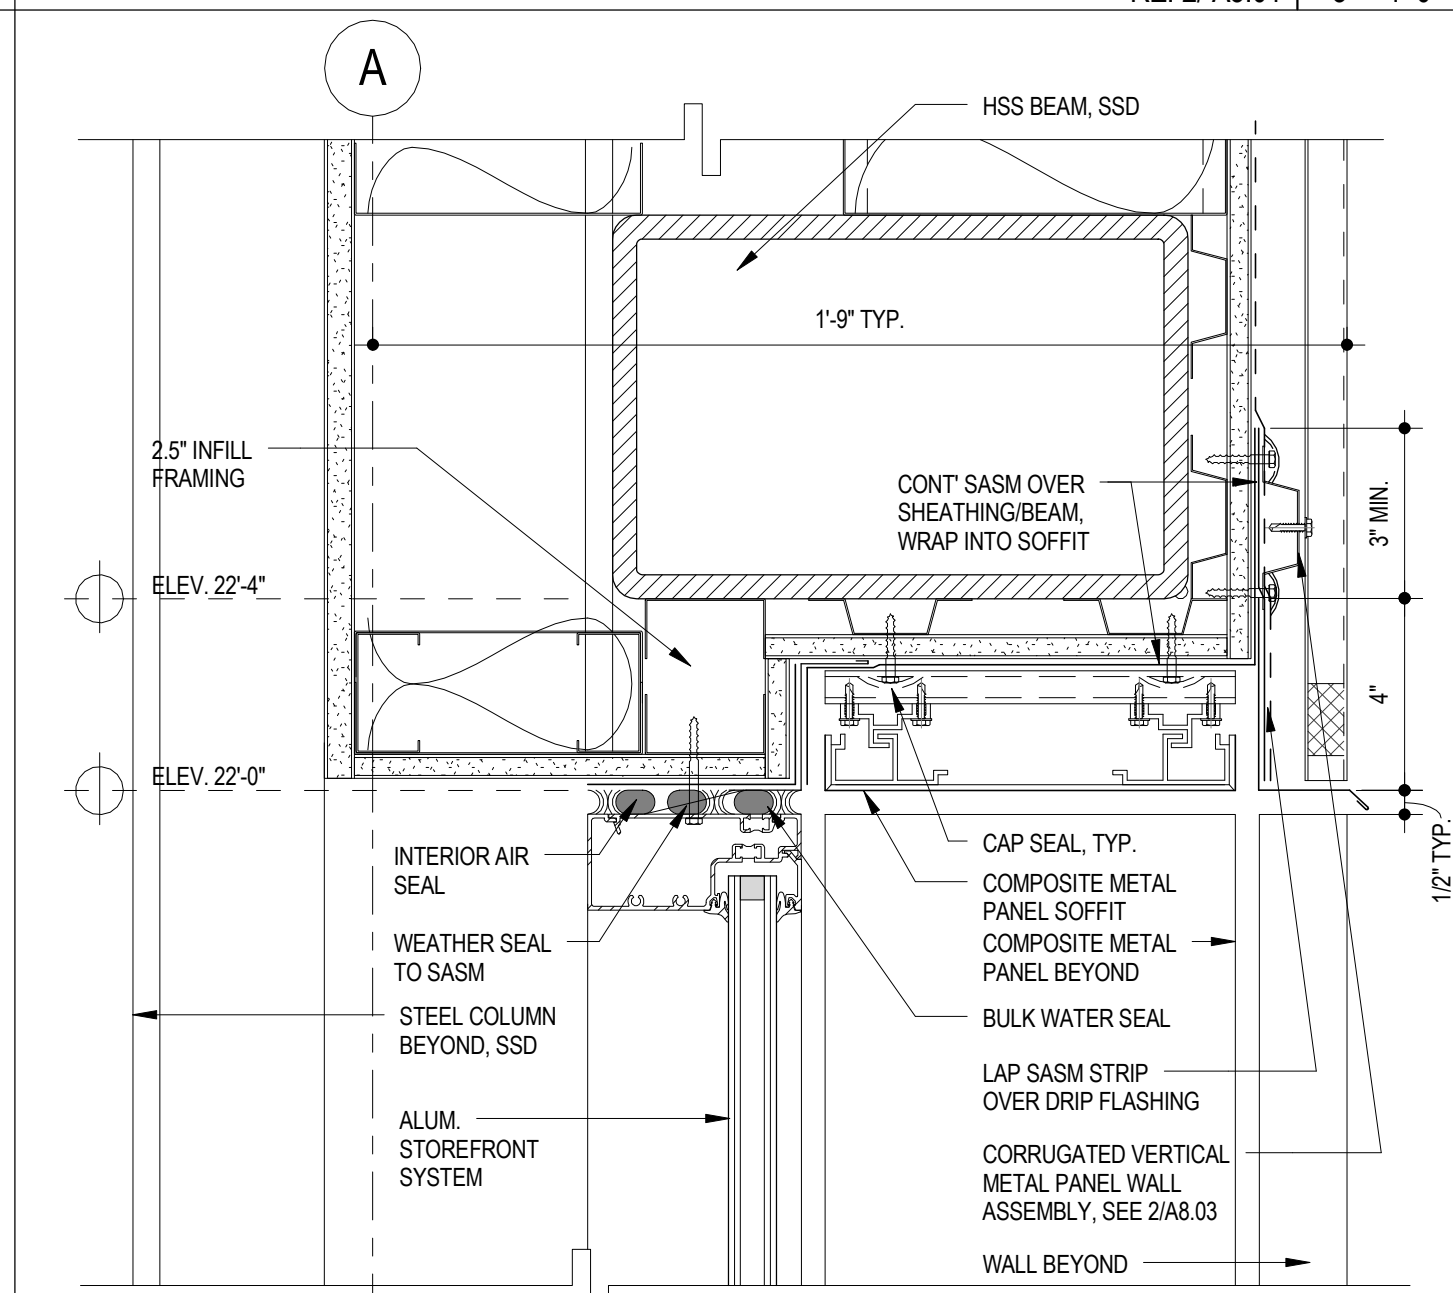 A
HSS BEAM, SSD
1'-9" TYP.
2.5" INFILL
FRAMING
CONT' SASM OVER
SHEATHING/BEAM,
WRAP INTO SOFFIT
3" MIN.
ELEV. 22'-4"
4"
ELEV. 22'-0"
1/2" TYP.
INTERIOR AIR
SEAL
CAP SEAL, TYP.
COMPOSITE METAL
PANEL SOFFIT
WEATHER SEAL
TO SASM
COMPOSITE METAL
PANEL BEYOND
STEEL COLUMN
BEYOND, SSD
BULK WATER SEAL
LAP SASM STRIP
OVER DRIP FLASHING
ALUM.
STOREFRONT
SYSTEM
CORRUGATED VERTICAL
METAL PANEL WALL
ASSEMBLY, SEE 2/A8.03
WALL BEYOND